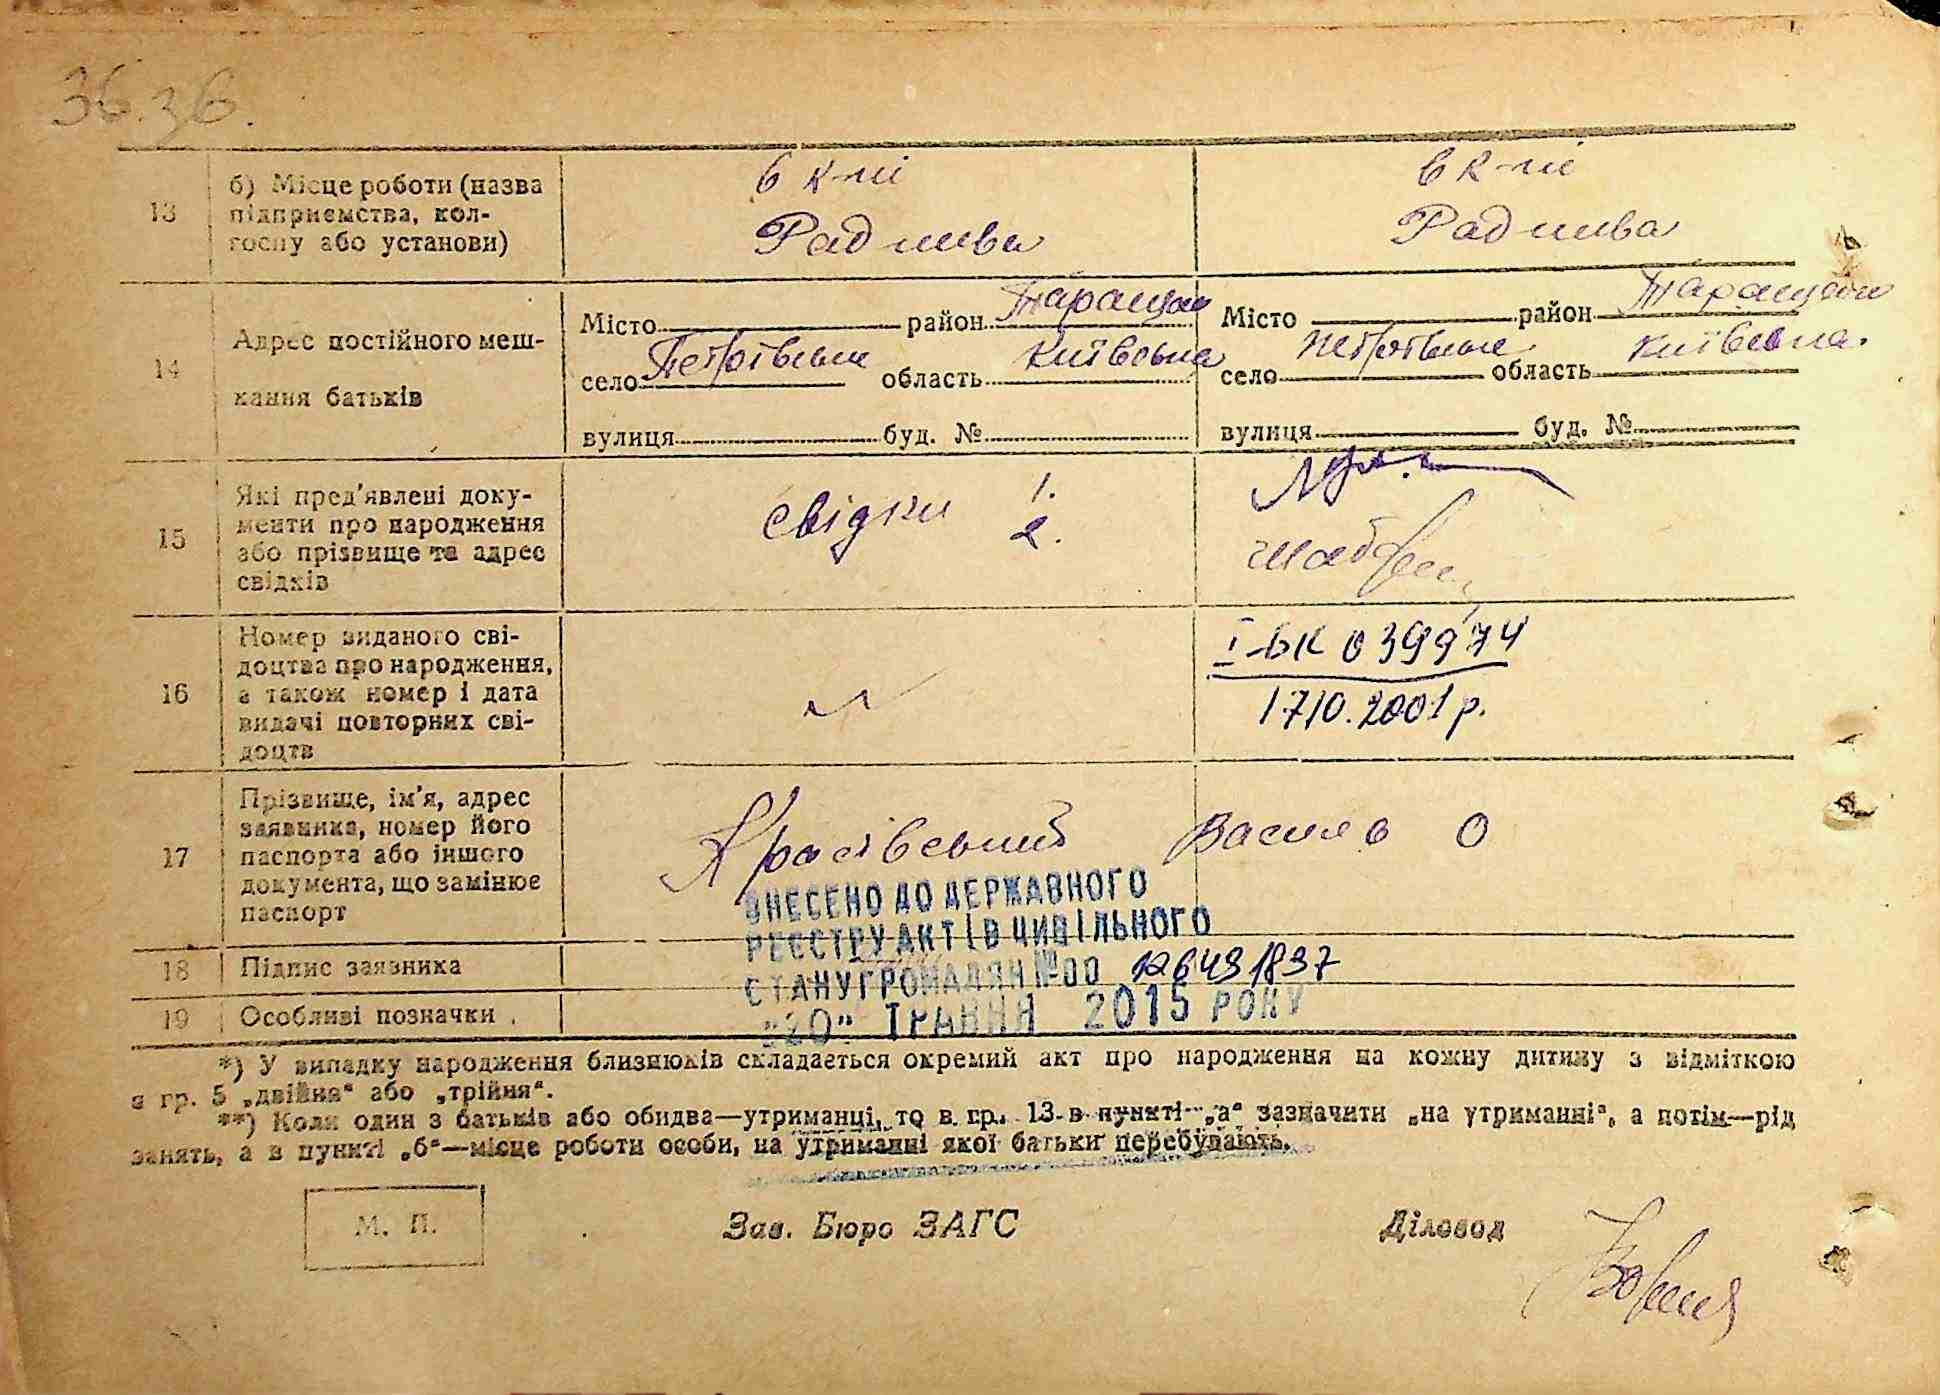 36 зв.
13 б) Місце роботи (назва підприємства, колгоспу або установи)
в к-пі
Рад нива
в к-пі
Рад нива
14 Адрес постійного мешкання батьків
Місто район Таращан
село Петрівське область Київська
вулиця буд. №
Місто район
село Петрівське область Київська.
вулиця буд. №
15 Які пред'явлені документи про народження або прізвище та адрес свідків
свідки 1.
2.
16 Номер виданого свідоцтва про народження, а також номер і дата видачі повторних свідоцтв
І-БК 039974
17.10.2001 р.
17 Прізвище, ім'я, адрес заявника, номер його паспорта або іншого документа, що замінює паспорт
Василь О
ВНЕСЕНО ДО ДЕРЖАВНОГО
РЕЄСТРУ АКТІВ ЦИВІЛЬНОГО
18 Підпис заявника
СТАНУ ГРОМАДЯН №00 126491837
19 Особливі позначки
"20" ТРАВНЯ 2015 РОКУ
*) У випадку народження близнюків складається окремий акт про народження на кожну дитину з відміткою
в гр. 5 „двійня" або „трійня".
**) Коли один з батьків або обидва—утриманці, то в гр. 13 в пункті „а" зазначити „на утриманні", а потім—рід
занять, а в пункті „б"—місце роботи особи, на утриманні якої батьки перебувають.
М. П.
Зав. Бюро ЗАГС
Діловод